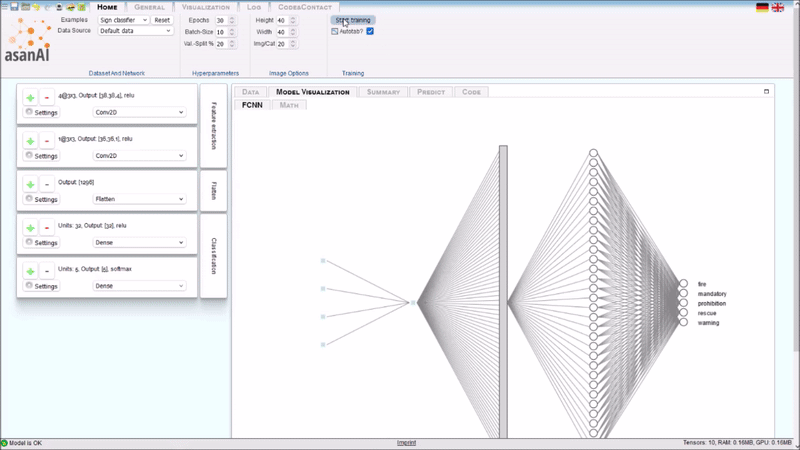 Home General Visualization Log Code&Contact
Examples Sign classifier Reset
Data Source Default data
Epochs 30
Batch-Size 10
Val.-Split % 20
Height 40
Width 40
Img/Cat 20
Start training
Autotab?
asanAI
Dataset And Network Hyperparameters Image Options Training
4@3x3, Output: [38,38,4], relu
Settings Conv2D
1@3x3, Output: [36,36,1], relu
Settings Conv2D
Feature extraction
Output: [1296]
Settings Flatten
Flatten
Units: 32, Output: [32], relu
Settings Dense
Units: 5, Output: [5], softmax
Settings Dense
Classification
Data Model Visualization Summary Predict Code
FCNN Math
fire
mandatory
prohibition
rescue
warning
Model is OK Imprint Tensors: 10, RAM: 0.16MB, GPU: 0.16MB